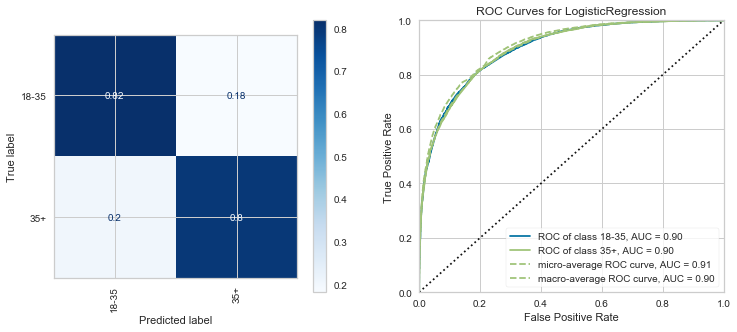 0.82
0.18
0.2
0.8
18-35
35+
True label
18-35
35+
Predicted label
0.8
0.7
0.6
0.5
0.4
0.3
0.2
ROC Curves for LogisticRegression
1.0
0.8
0.6
0.4
0.2
0.0
True Positive Rate
ROC of class 18-35, AUC = 0.90
ROC of class 35+, AUC = 0.90
micro-average ROC curve, AUC = 0.91
macro-average ROC curve, AUC = 0.90
0.0 0.2 0.4 0.6 0.8 1.0
False Positive Rate